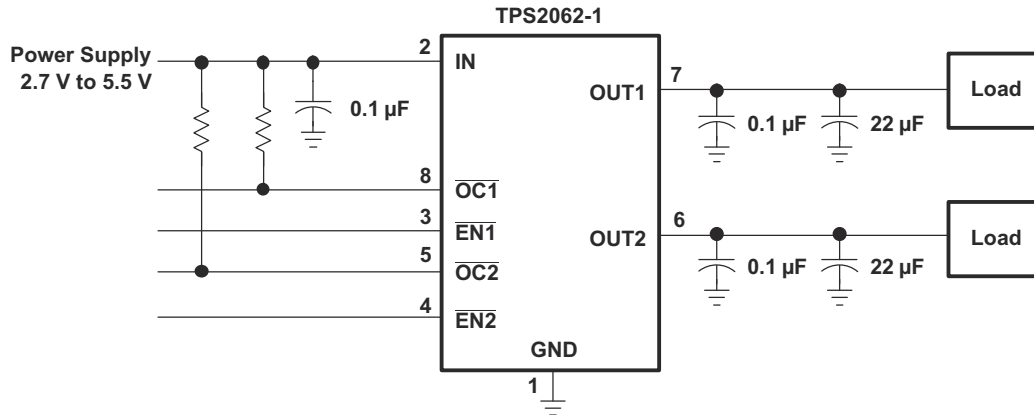 TPS2062-1
Power Supply
2.7 V to 5.5 V
2
IN
0.1 µF
7
OUT1
0.1 µF
22 µF
Load
8
OC1
3
EN1
5
OC2
4
EN2
6
OUT2
0.1 µF
22 µF
Load
GND
1